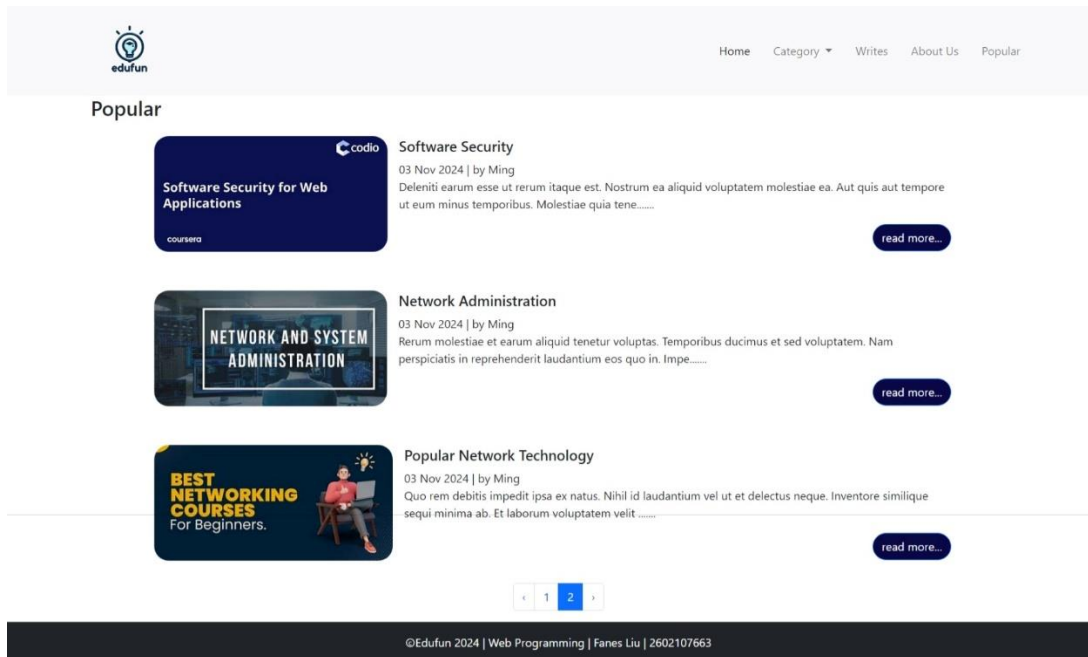 edufun
Home Category Writes About Us Popular
Popular
codio
Software Security for Web
Applications
coursera
Software Security
03 Nov 2024 | by Ming
Deleniti earum esse ut rerum itaque est. Nostrum ea aliquid voluptatem molestiae ea. Aut quis aut tempore
ut eum minus temporibus. Molestiae quia tene.......
read more...
NETWORK AND SYSTEM
ADMINISTRATION
Network Administration
03 Nov 2024 | by Ming
Rerum molestiae et earum aliquid tenetur voluptas. Temporibus ducimus et sed voluptatem. Nam
perspiciatis in reprehenderit laudantium eos quo in. Impe.......
read more...
BEST
NETWORKING
COURSES
For Beginners.
Popular Network Technology
03 Nov 2024 | by Ming
Quo rem debitis impedit ipsa ex natus. Nihil id laudantium vel ut et delectus neque. Inventore similique
sequi minima ab. Et laborum voluptatem velit .......
read more...
‹ 1 2 ›
©Edufun 2024 | Web Programming | Fanes Liu | 2602107663